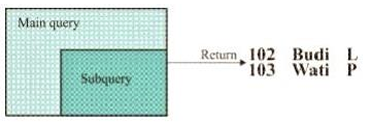 Main query
Subquery
Return
102 Budi L
103 Wati P